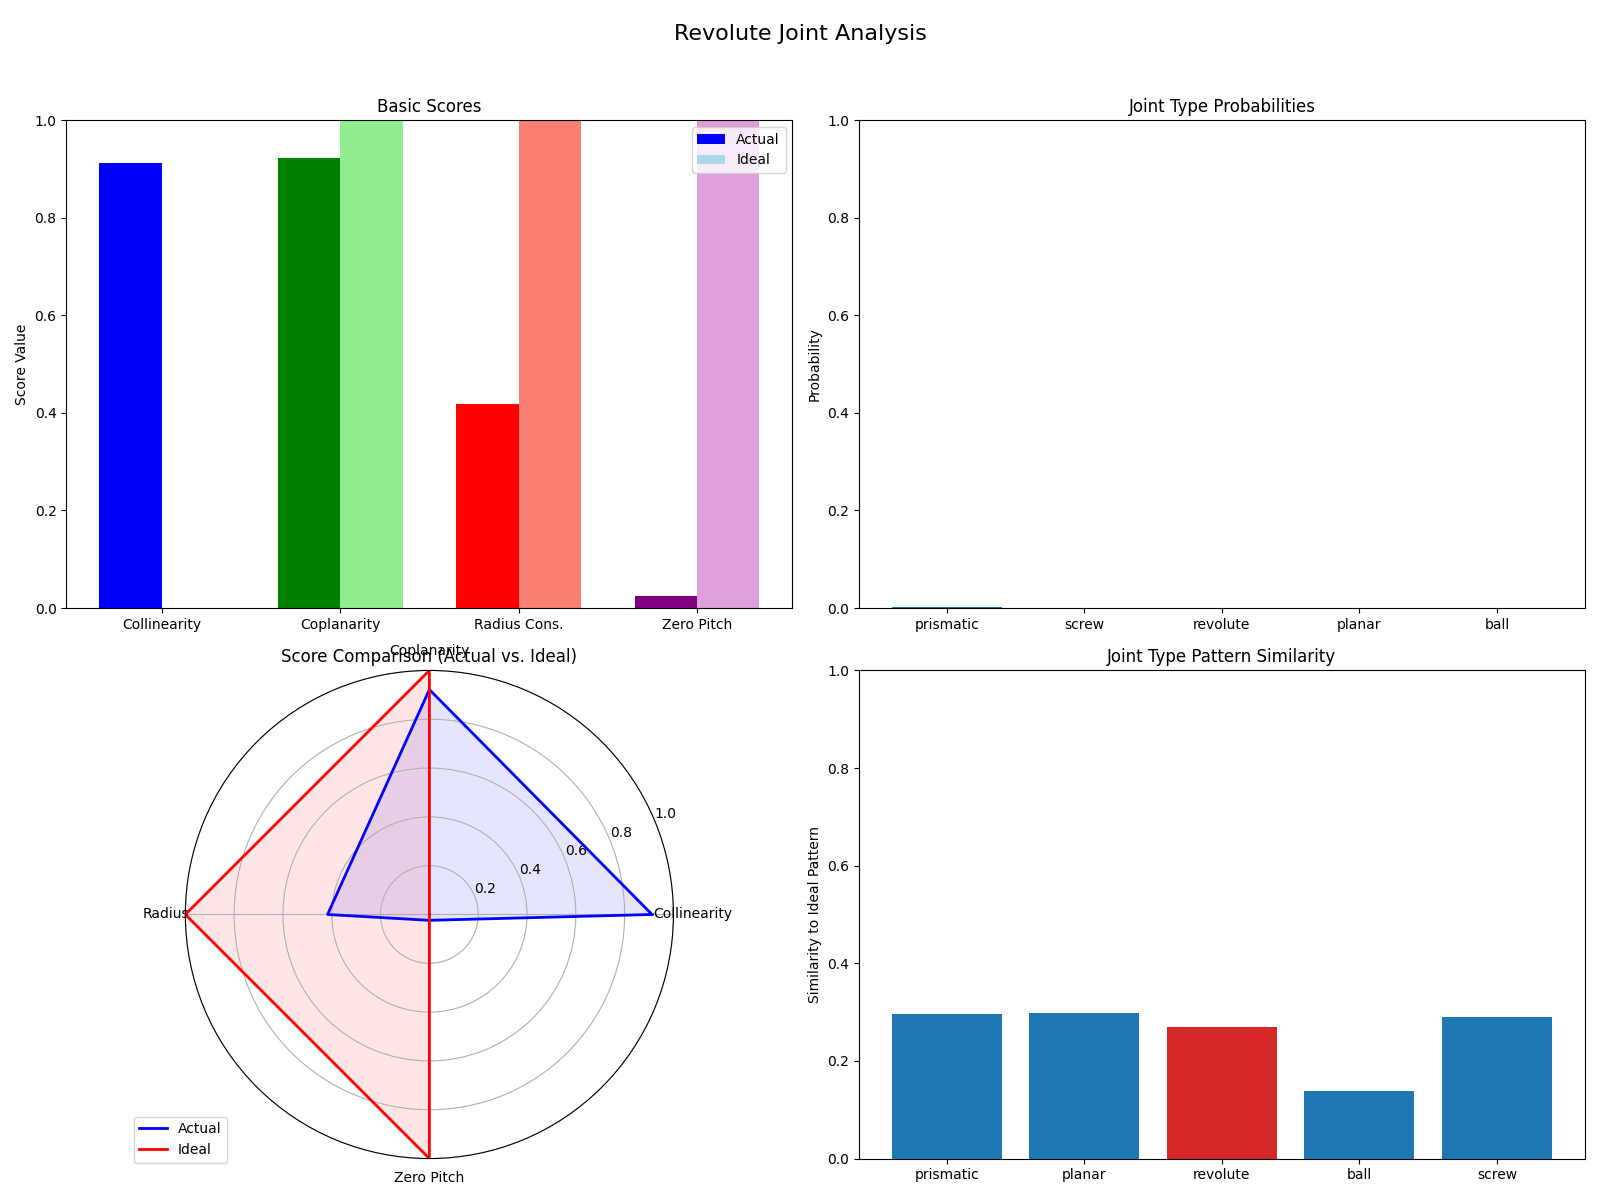 Revolute Joint Analysis
Basic Scores
Score Value
1.0
0.8
0.6
0.4
0.2
0.0
Actual
Ideal
Collinearity
Coplanarity
Radius Cons.
Zero Pitch
Joint Type Probabilities
Probability
1.0
0.8
0.6
0.4
0.2
0.0
prismatic
screw
revolute
planar
ball
Score Comparison (Actual vs. Ideal)
Coplanarity
Radius
Collinearity
Zero Pitch
1.0
0.8
0.6
0.4
0.2
Actual
Ideal
Joint Type Pattern Similarity
Similarity to Ideal Pattern
1.0
0.8
0.6
0.4
0.2
0.0
prismatic
planar
revolute
ball
screw